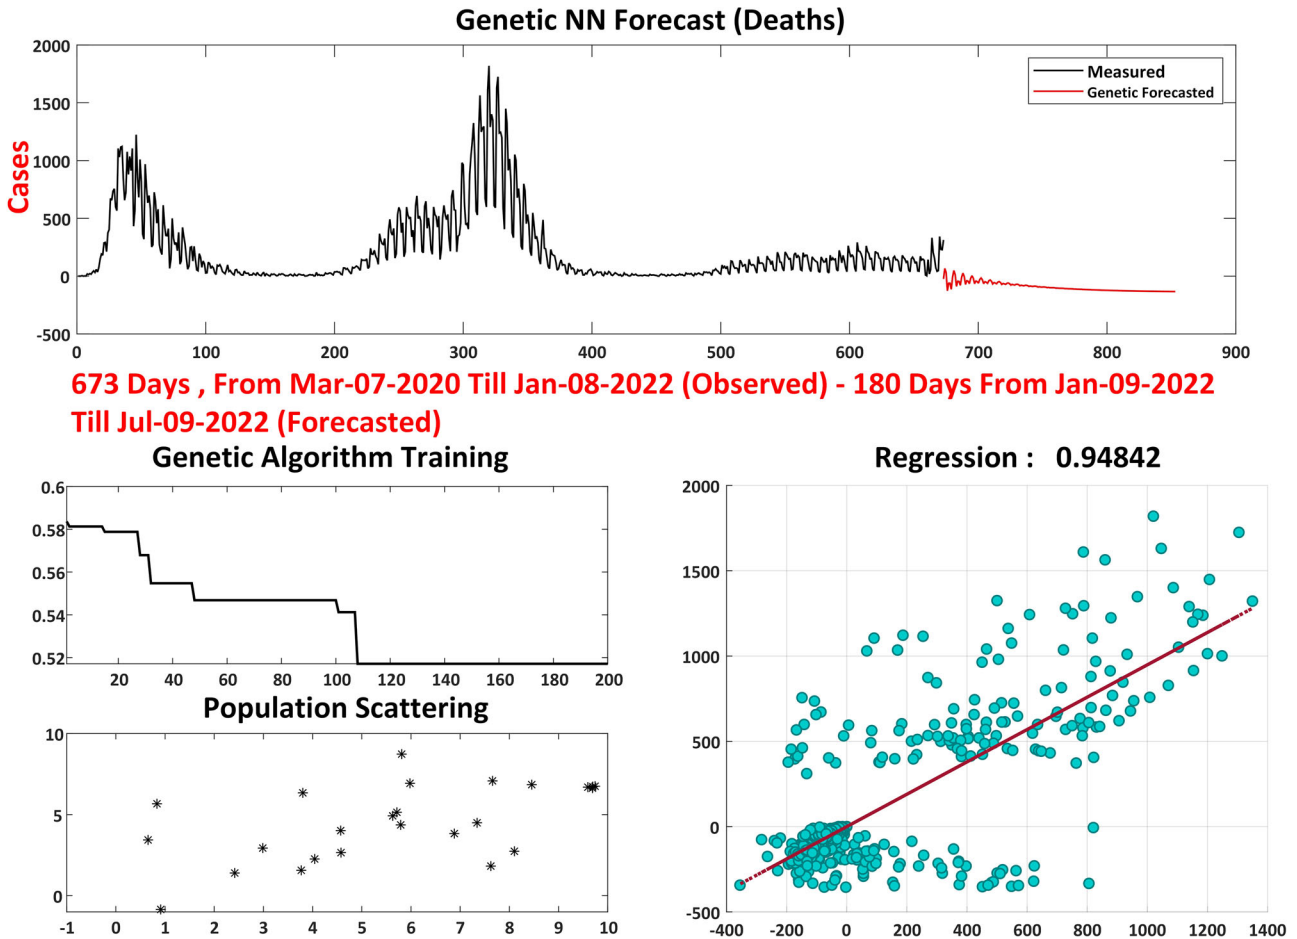 Genetic NN Forecast (Deaths)
2000
1500
1000
500
0
-500
Cases
Measured
Genetic Forecasted
0 100 200 300 400 500 600 700 800 900
673 Days , From Mar-07-2020 Till Jan-08-2022 (Observed) - 180 Days From Jan-09-2022
Till Jul-09-2022 (Forecasted)
Genetic Algorithm Training
0.6
0.58
0.56
0.54
0.52
20 40 60 80 100 120 140 160 180 200
Population Scattering
10
5
0
-1 0 1 2 3 4 5 6 7 8 9 10
Regression : 0.94842
2000
1500
1000
500
0
-500
-400 -200 0 200 400 600 800 1000 1200 1400